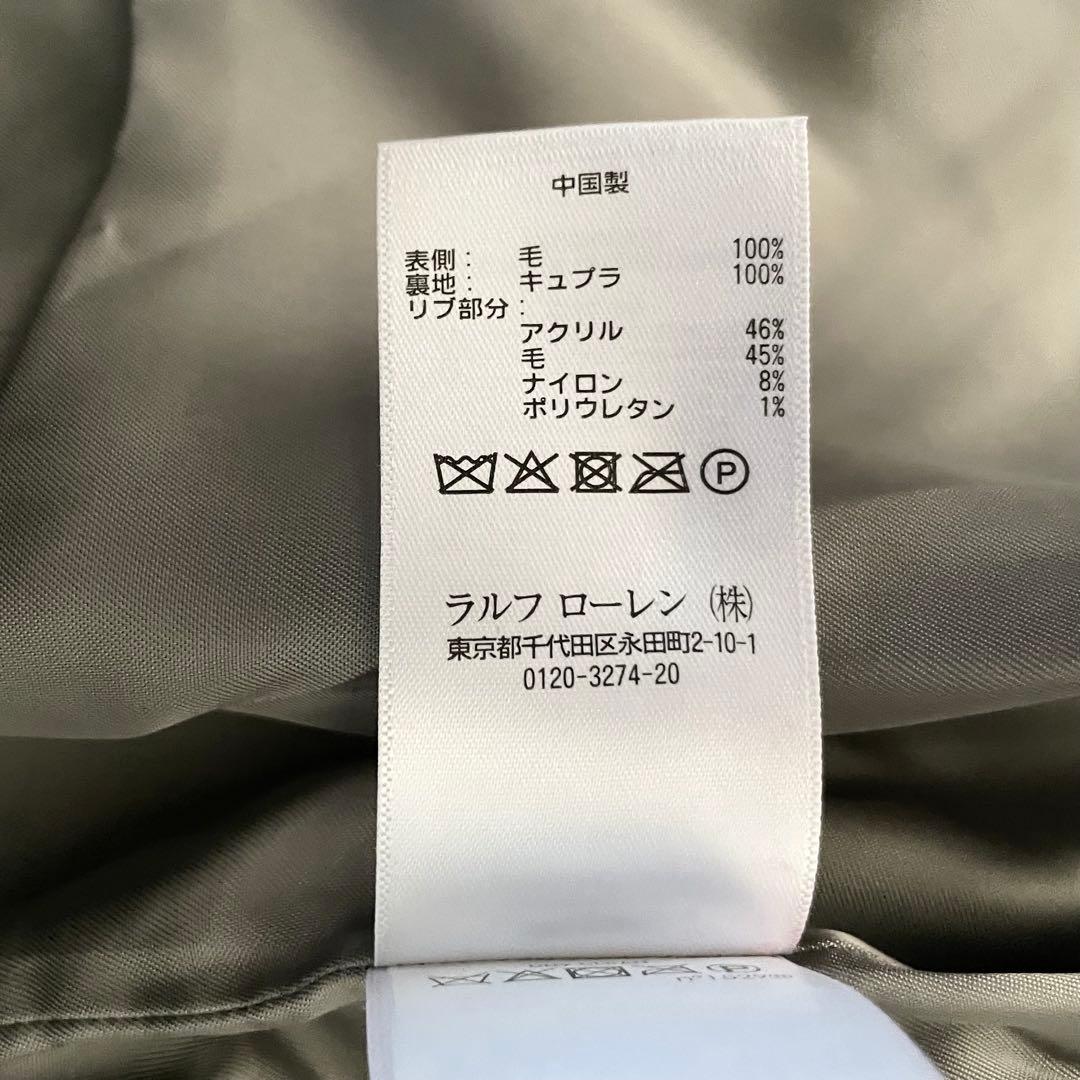 中国製
表側： 毛 100%
裏地： キュプラ 100%
リブ部分：
アクリル 46%
毛 45%
ナイロン 8%
ポリウレタン 1%
P
ラルフ ローレン ㈱
東京都千代田区永田町2-10-1
0120-3274-20